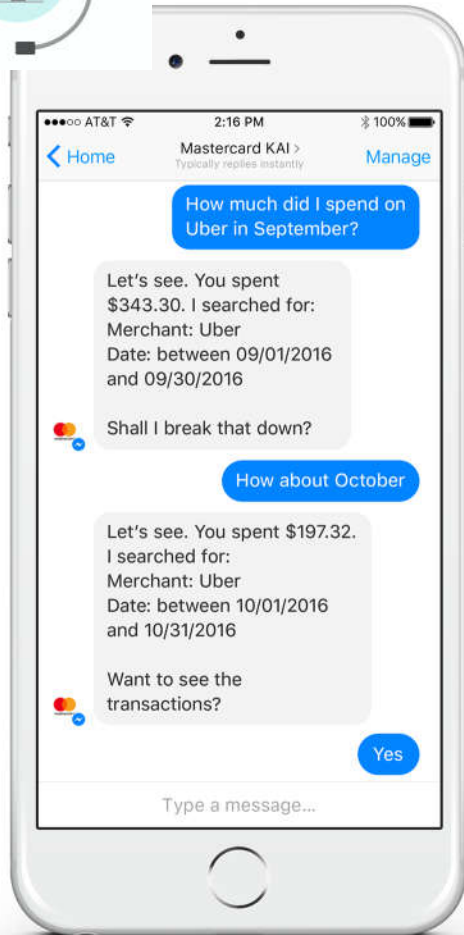 AT&T 2:16 PM 100%
Home Mastercard KAI > Manage
Typically replies instantly
How much did I spend on
Uber in September?
Let's see. You spent
$343.30. I searched for:
Merchant: Uber
Date: between 09/01/2016
and 09/30/2016
Shall I break that down?
How about October
Let's see. You spent $197.32.
I searched for:
Merchant: Uber
Date: between 10/01/2016
and 10/31/2016
Want to see the
transactions?
Yes
Type a message...